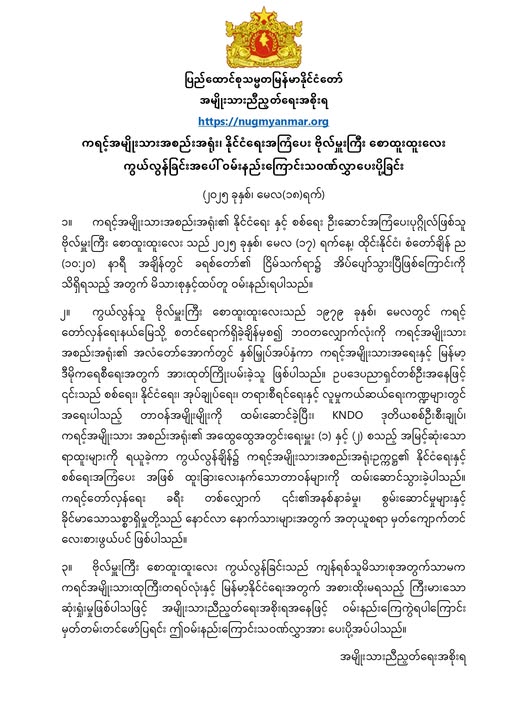 ပြည်ထောင်စုသမ္မတမြန်မာနိုင်ငံတော်
အမျိုးသားညီညွတ်ရေးအစိုးရ
https://nugmyanmar.org
ကရင့်အမျိုးသားအစည်းအရုံး၊ နိုင်ငံရေးအကြံပေး ဗိုလ်မှူးကြီး စောထူးထူးလေး
ကွယ်လွန်ခြင်းအပေါ် ဝမ်းနည်းကြောင်းသဝဏ်လွှာပေးပို့ခြင်း
(၂၀၂၅ ခုနှစ်၊ မေလ(၁၈)ရက်)
၁။ ကရင့်အမျိုးသားအစည်းအရုံး၏ နိုင်ငံရေး နှင့် စစ်ရေး ဦးဆောင်အကြံပေးပုဂ္ဂိုလ်ဖြစ်သူ
ဗိုလ်မှူးကြီး စောထူးထူးလေး သည် ၂၀၂၅ ခုနှစ်၊ မေလ (၁၇) ရက်နေ့၊ ထိုင်းနိုင်ငံ၊ စံတော်ချိန် ည
(၁၀:၂၀) နာရီ အချိန်တွင် ခရစ်တော်၏ ငြိမ်သက်ရာ၌ အိပ်ပျော်သွားပြီဖြစ်ကြောင်းကို
သိရှိရသည့် အတွက် မိသားစုနှင့်ထပ်တူ ဝမ်းနည်းရပါသည်။
၂။ ကွယ်လွန်သူ ဗိုလ်မှူးကြီး စောထူးထူးလေးသည် ၁၉၇၉ ခုနှစ်၊ မေလတွင် ကရင့်
တော်လှန်ရေးနယ်မြေသို့ စတင်ရောက်ရှိခဲ့ချိန်မှစ၍ ဘဝတလျှောက်လုံးကို ကရင့်အမျိုးသား
အစည်းအရုံး၏ အလံတော်အောက်တွင် နှစ်မြှုပ်အပ်နှံကာ ကရင့်အမျိုးသားအရေးနှင့် မြန်မာ့
ဒီမိုကရေစီရေးအတွက် အားထုတ်ကြိုးပမ်းခဲ့သူ ဖြစ်ပါသည်။ ဥပဒေပညာရှင်တစ်ဦးအနေဖြင့်
၎င်းသည် စစ်ရေး၊ နိုင်ငံရေး၊ အုပ်ချုပ်ရေး၊ တရားစီရင်ရေးနှင့် လူမှုကယ်ဆယ်ရေးကဏ္ဍများတွင်
အရေးပါသည့် တာဝန်အမျိုးမျိုးကို ထမ်းဆောင်ခဲ့ပြီး၊ KNDO ဒုတိယစစ်ဦးစီးချုပ်၊
ကရင့်အမျိုးသား အစည်းအရုံး၏ အထွေထွေအတွင်းရေးမှူး (၁) နှင့် (၂) စသည့် အမြင့်ဆုံးသော
ရာထူးများကို ရယူခဲ့ကာ ကွယ်လွန်ချိန်၌ ကရင့်အမျိုးသားအစည်းအရုံးဥက္ကဋ္ဌ၏ နိုင်ငံရေးနှင့်
စစ်ရေးအကြံပေး အဖြစ် ထူးခြားလေးနက်သောတာဝန်များကို ထမ်းဆောင်သွားခဲ့ပါသည်။
ကရင့်တော်လှန်ရေး ခရီး တစ်လျှောက် ၎င်း၏အနစ်နာခံမှု၊ စွမ်းဆောင်မှုများနှင့်
ခိုင်မာသောသစ္စာရှိမှုတို့သည် နောင်လာ နောက်သားများအတွက် အတုယူစရာ မှတ်ကျောက်တင်
လေးစားဖွယ်ပင် ဖြစ်ပါသည်။
၃။ ဗိုလ်မှူးကြီး စောထူးထူးလေး ကွယ်လွန်ခြင်းသည် ကျန်ရစ်သူမိသားစုအတွက်သာမက
ကရင်အမျိုးသားထုကြီးတရပ်လုံးနှင့် မြန်မာ့နိုင်ငံရေးအတွက် အစားထိုးမရသည့် ကြီးမားသော
ဆုံးရှုံးမှုဖြစ်ပါသဖြင့် အမျိုးသားညီညွတ်ရေးအစိုးရအနေဖြင့် ဝမ်းနည်းကြေကွဲရပါကြောင်း
မှတ်တမ်းတင်ဖော်ပြရင်း ဤဝမ်းနည်းကြောင်းသဝဏ်လွှာအား ပေးပို့အပ်ပါသည်။
အမျိုးသားညီညွတ်ရေးအစိုးရ